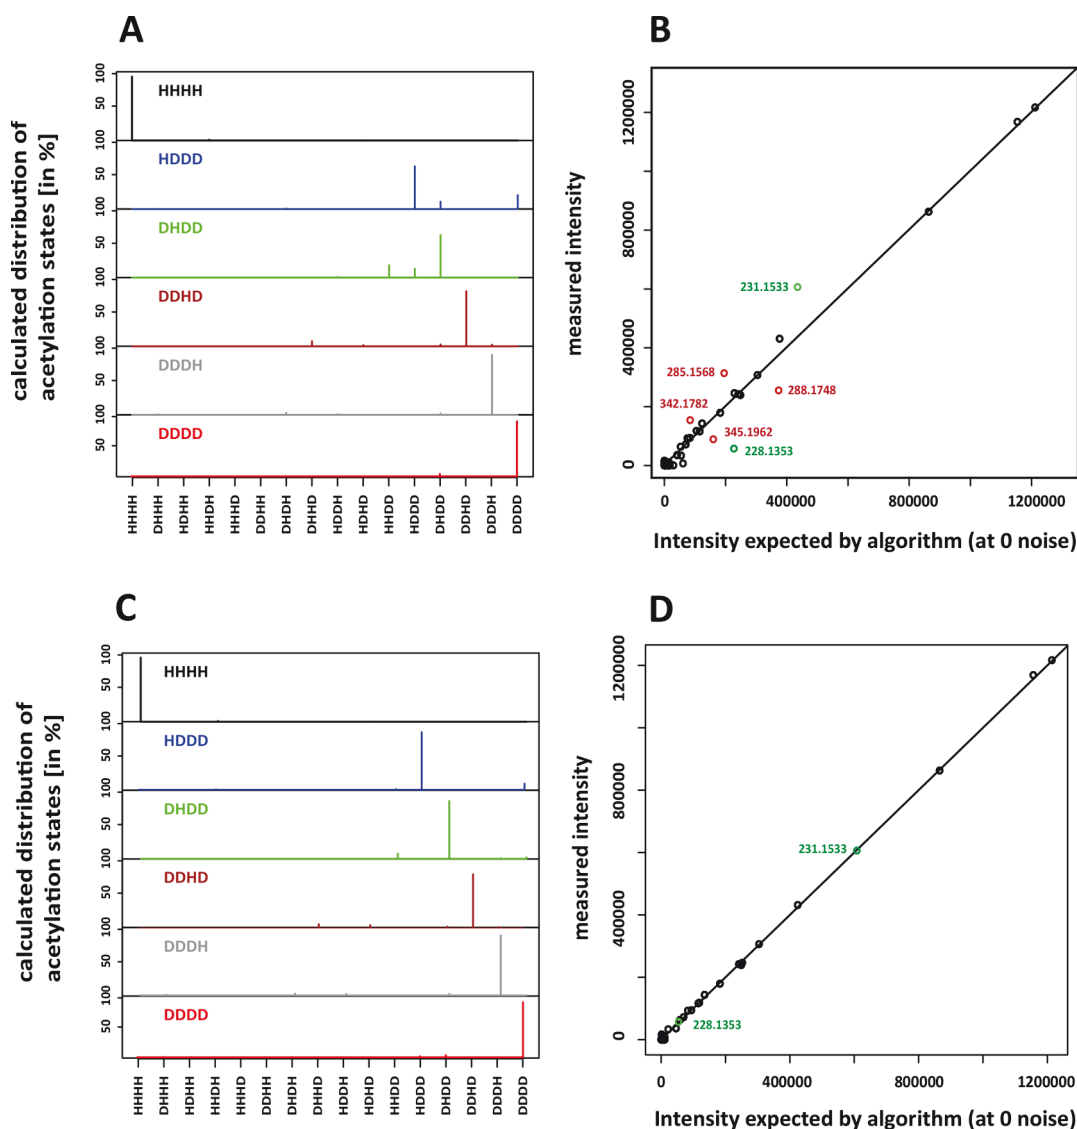 A
calculated distribution of
acetylation states [in %]
100
50
HHHH
100
50
HDDD
100
50
DHDD
100
50
DDHD
100
50
DDDH
100
50
DDDD
HHHH
DHHH
HDHH
HHDH
HHHD
DDHH
DHDH
DHHD
HDDH
HDHD
HHDD
HDDD
DHDD
DDHD
DDDH
DDDD
B
measured intensity
0
400000
800000
1200000
231.1533
285.1568
288.1748
342.1782
345.1962
228.1353
0
400000
800000
1200000
Intensity expected by algorithm (at 0 noise)
C
calculated distribution of
acetylation states [in %]
100
50
HHHH
100
50
HDDD
100
50
DHDD
100
50
DDHD
100
50
DDDH
100
50
DDDD
HHHH
DHHH
HDHH
HHDH
HHHD
DDHH
DHDH
DHHD
HDDH
HDHD
HHDD
HDDD
DHDD
DDHD
DDDH
DDDD
D
measured intensity
0
400000
800000
1200000
231.1533
228.1353
0
400000
800000
1200000
Intensity expected by algorithm (at 0 noise)